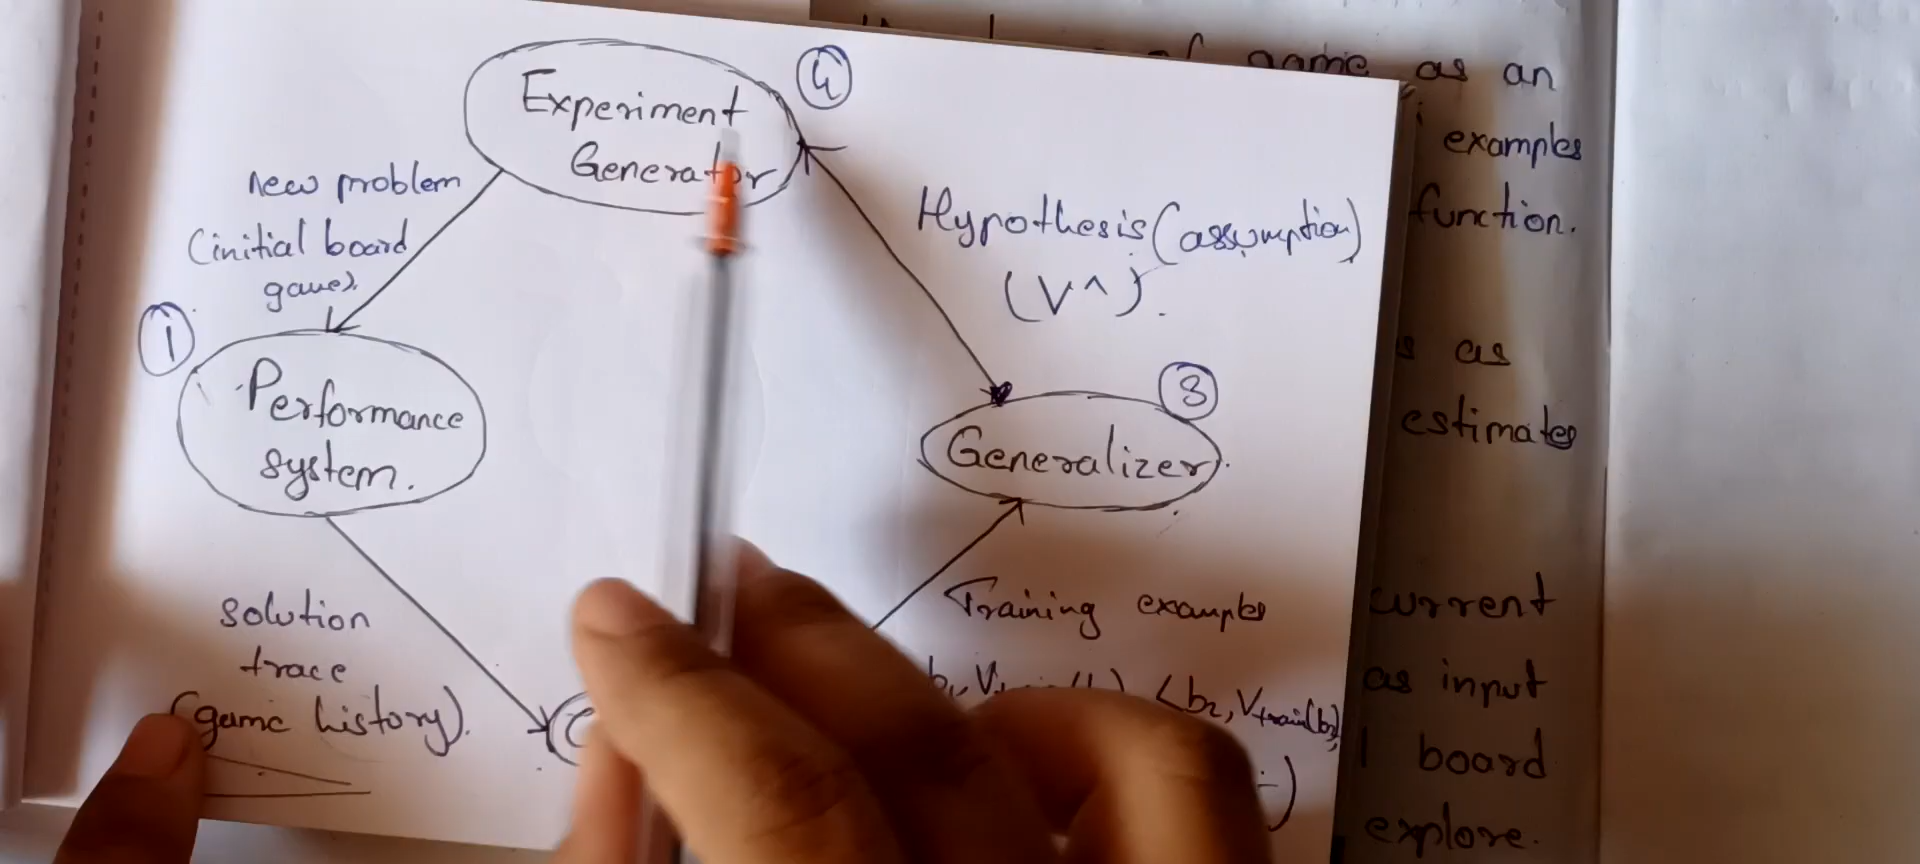 Experiment
Generator
4
new problem
(initial board
game).
Hypothesis (assumption)
(V^).
1
Performance
system.
3
Generalizer.
solution
trace
(game history).
Training examples
<b2, Vtrain(b2),
game as an
examples
function.
as
estimates
current
as input
board
explore.